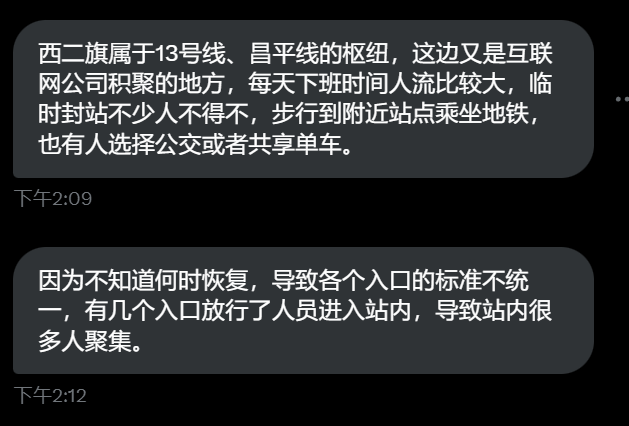 西二旗属于13号线、昌平线的枢纽，这边又是互联
网公司积聚的地方，每天下班时间人流比较大，临
时封站不少人不得不，步行到附近站点乘坐地铁，
也有人选择公交或者共享单车。
下午2:09
因为不知道何时恢复，导致各个入口的标准不统
一，有几个入口放行了人员进入站内，导致站内很
多人聚集。
下午2:12